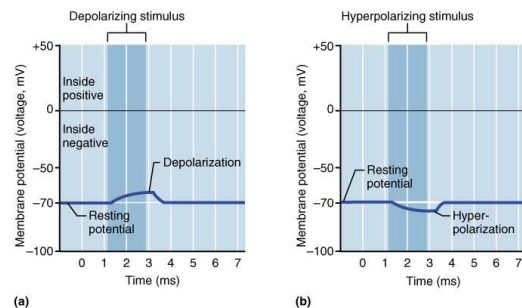 Depolarizing stimulus
+50
Inside
positive
0
Inside
negative
−50
Depolarization
−70
Resting
potential
−100
0 1 2 3 4 5 6 7
Time (ms)
Membrane potential (voltage, mV)
(a)
Hyperpolarizing stimulus
+50
0
−50
Resting
potential
−70
Hyper-
polarization
−100
0 1 2 3 4 5 6 7
Time (ms)
Membrane potential (voltage, mV)
(b)